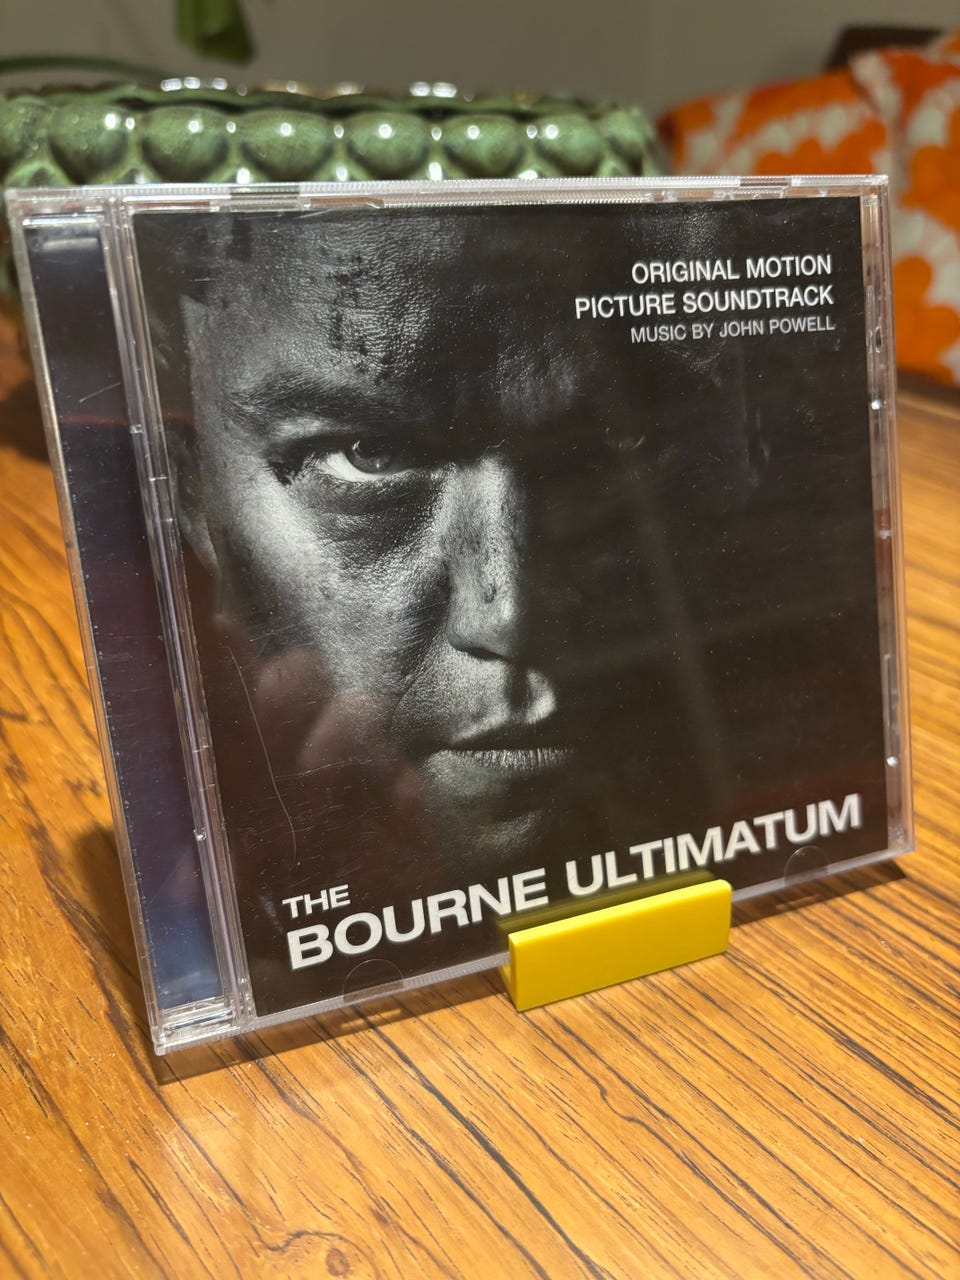 ORIGINAL MOTION
PICTURE SOUNDTRACK
MUSIC BY JOHN POWELL
THE
BOURNE ULTIMATUM